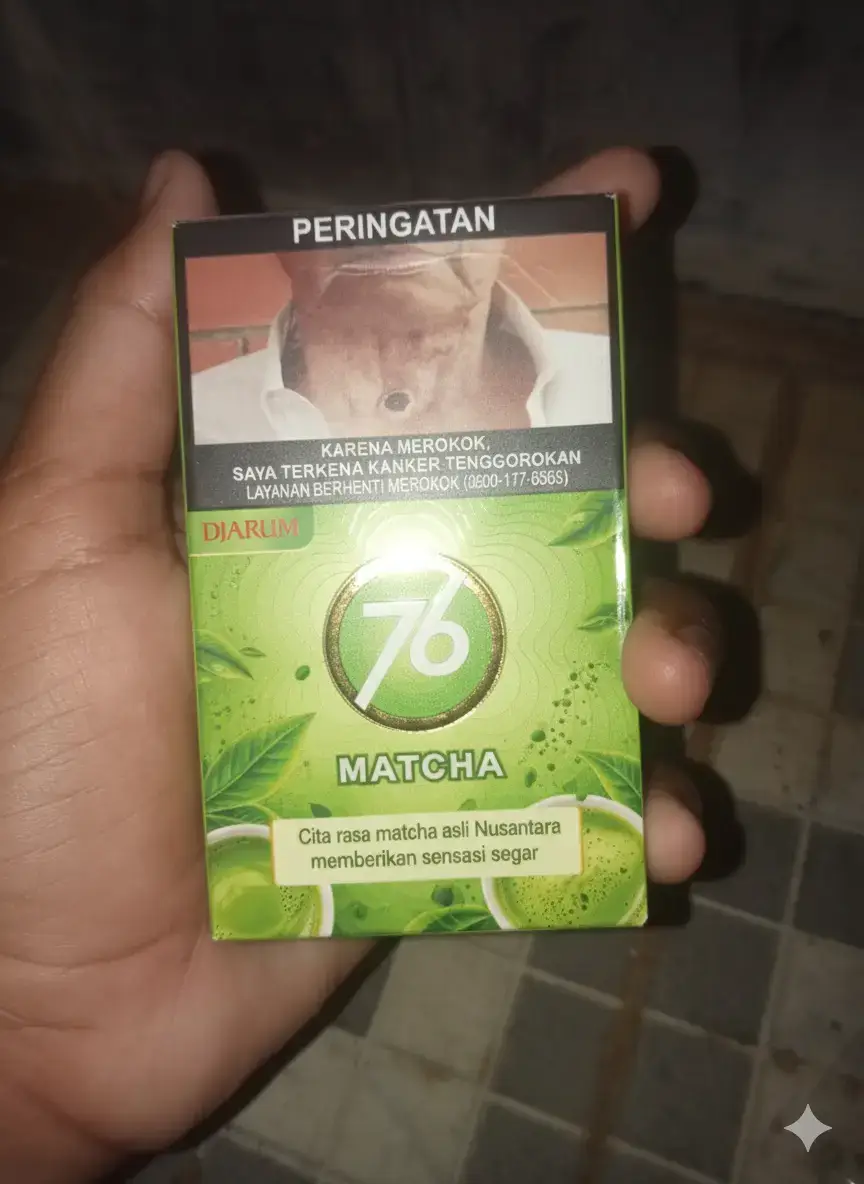 PERINGATAN
KARENA MEROKOK,
SAYA TERKENA KANKER TENGGOROKAN
LAYANAN BERHENTI MEROKOK (0800-177-6565)
DJARUM
76
MATCHA
Cita rasa matcha asli Nusantara
memberikan sensasi segar